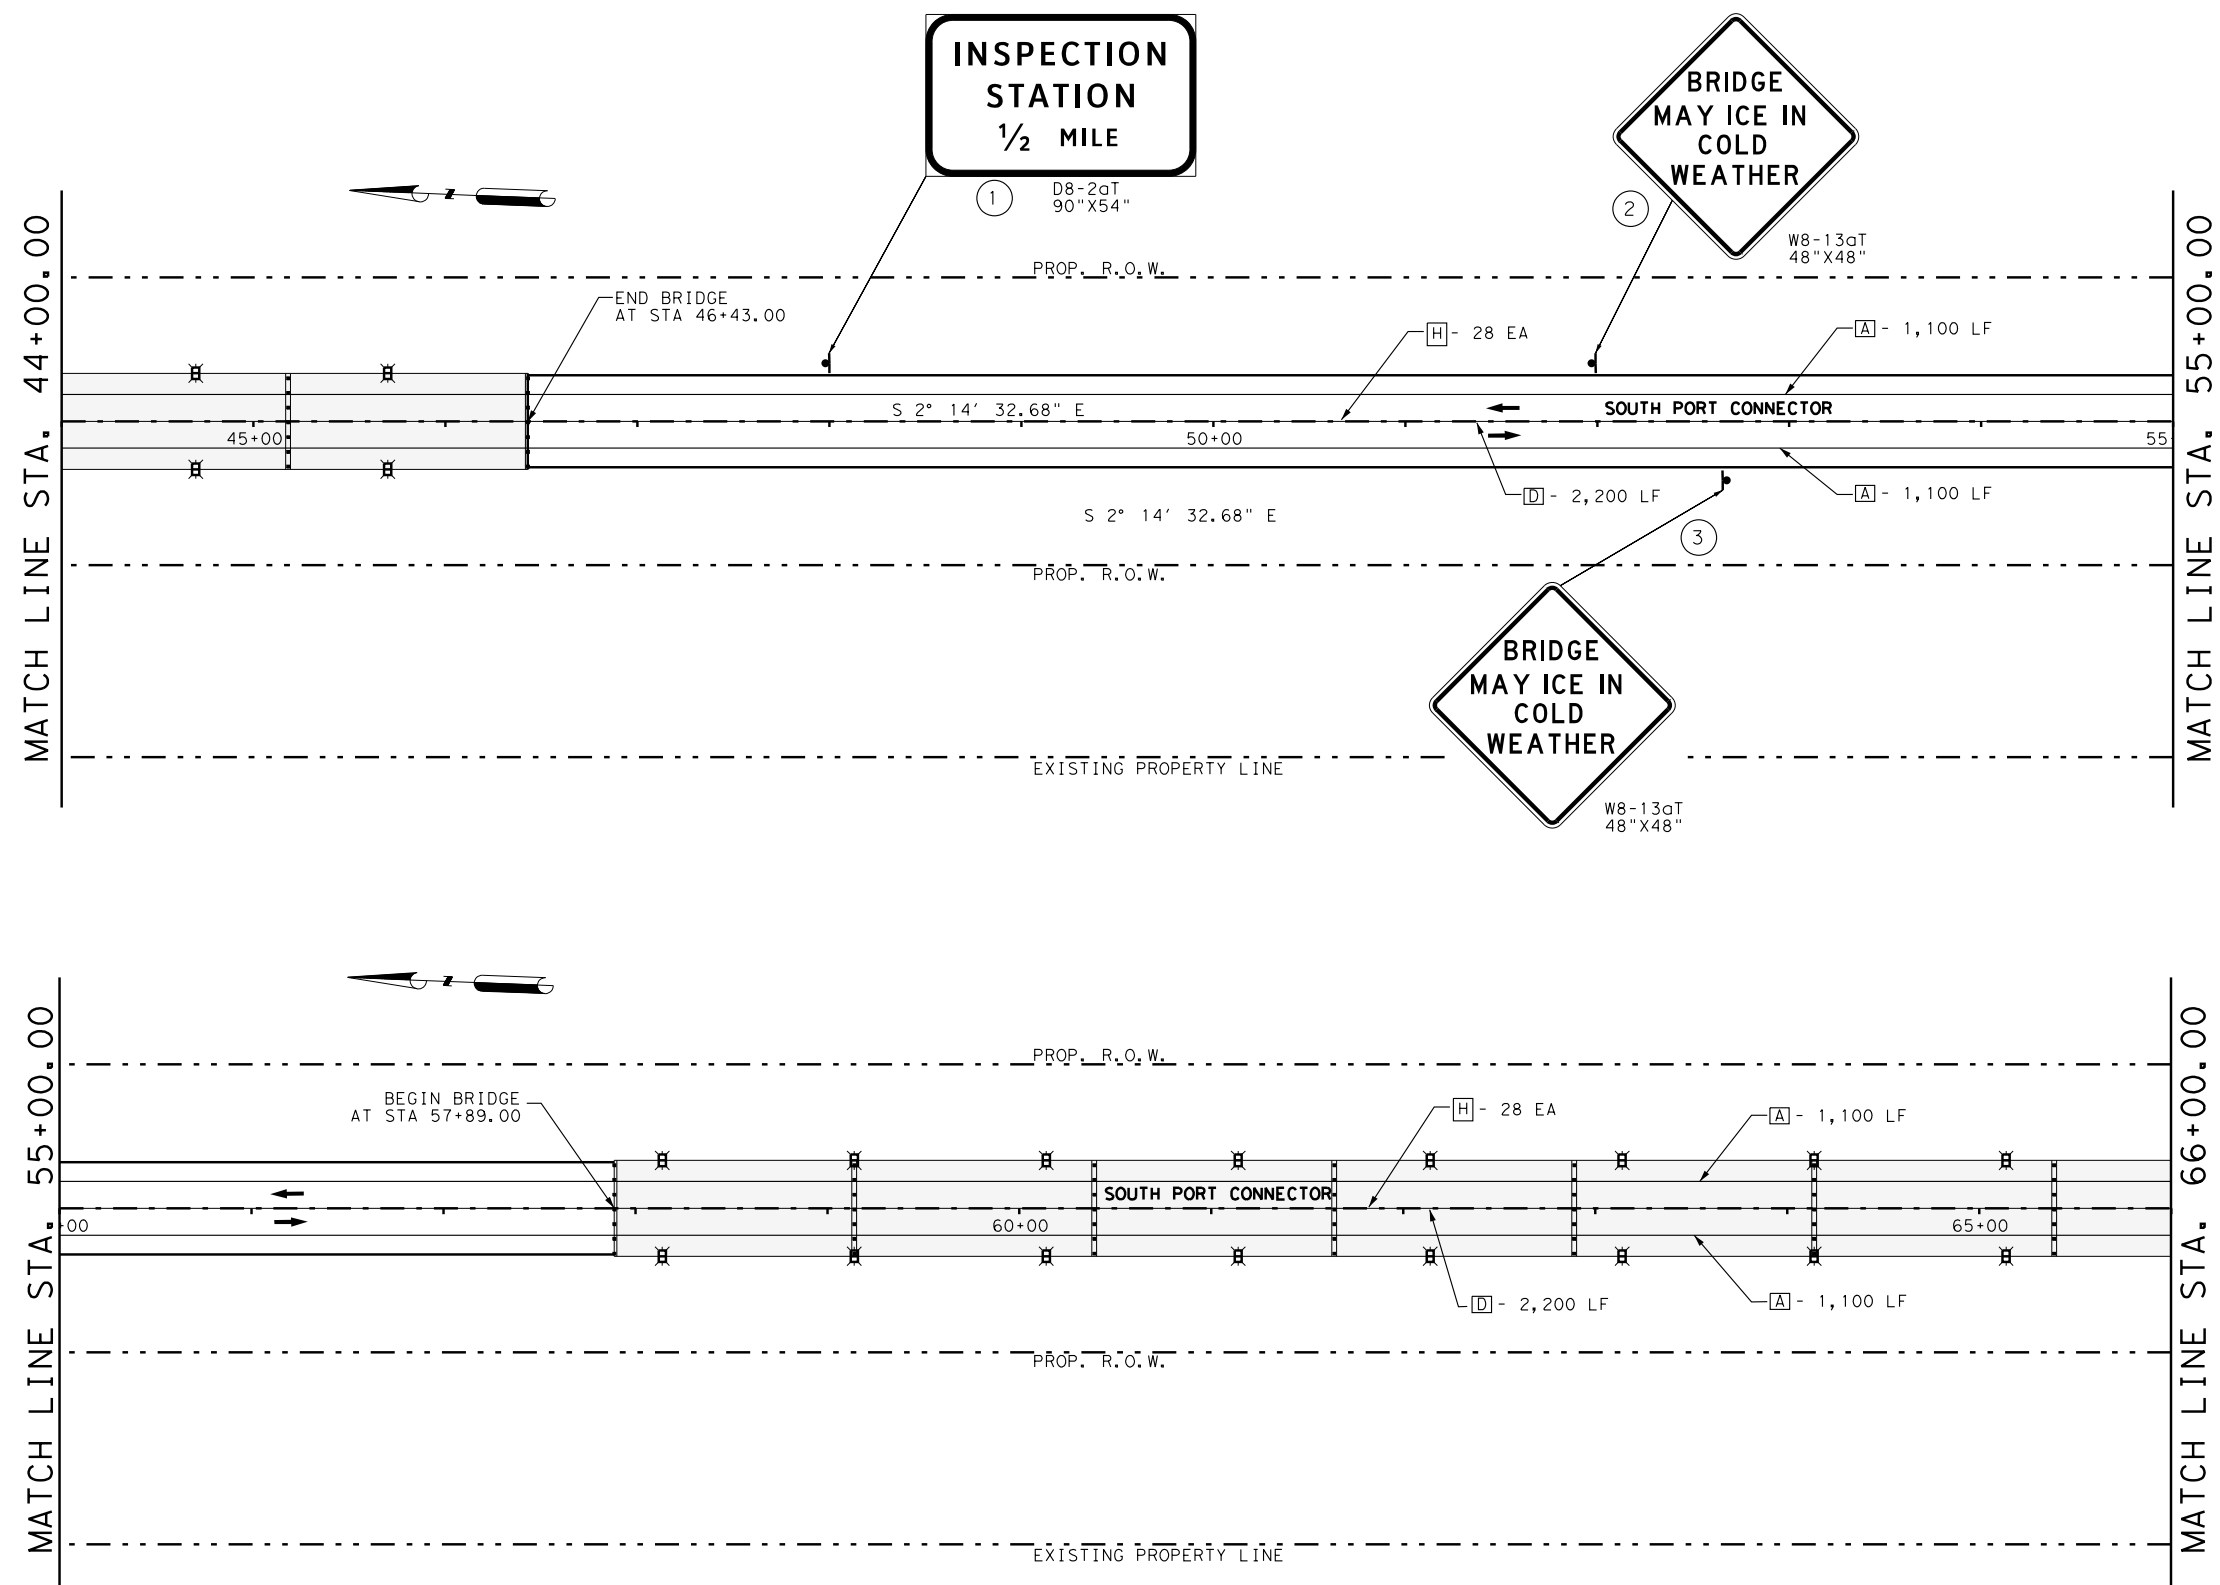 INSPECTION
STATION
½ MILE
1
D8-2aT
90"X54"
BRIDGE
MAY ICE IN
COLD
WEATHER
2
W8-13aT
48"X48"
MATCH LINE STA. 44+00.00
MATCH LINE STA. 55+00.00
Z
PROP. R.O.W.
END BRIDGE
AT STA 46+43.00
H - 28 EA
A - 1,100 LF
S 2° 14' 32.68" E
SOUTH PORT CONNECTOR
45+00
50+00
55
D - 2,200 LF
A - 1,100 LF
S 2° 14' 32.68" E
3
PROP. R.O.W.
BRIDGE
MAY ICE IN
COLD
WEATHER
EXISTING PROPERTY LINE
W8-13aT
48"X48"
MATCH LINE STA. 55+00.00
MATCH LINE STA. 66+00.00
Z
PROP. R.O.W.
BEGIN BRIDGE
AT STA 57+89.00
H - 28 EA
A - 1,100 LF
SOUTH PORT CONNECTOR
+00
60+00
65+00
D - 2,200 LF
A - 1,100 LF
PROP. R.O.W.
EXISTING PROPERTY LINE